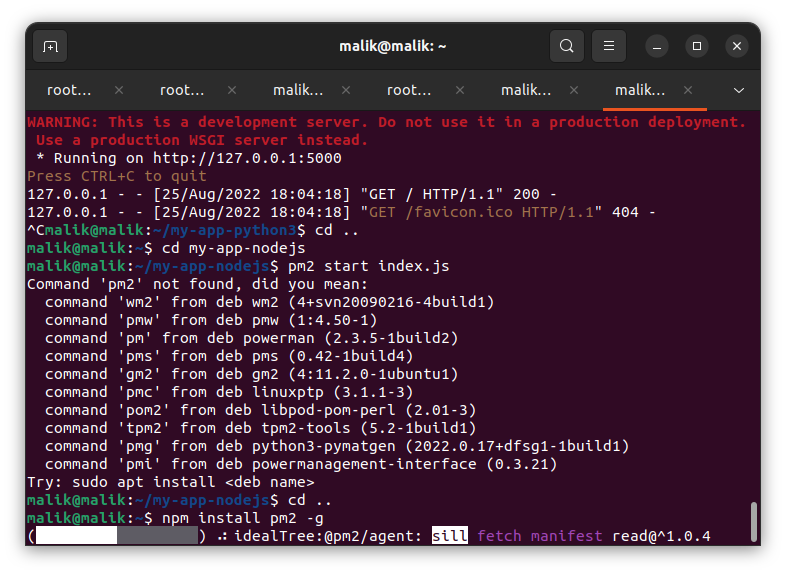 malik@malik: ~
root... × root... × malik... × root... × malik... × malik... ×
WARNING: This is a development server. Do not use it in a production deployment.
 Use a production WSGI server instead.
 * Running on http://127.0.0.1:5000
Press CTRL+C to quit
127.0.0.1 - - [25/Aug/2022 18:04:18] "GET / HTTP/1.1" 200 -
127.0.0.1 - - [25/Aug/2022 18:04:18] "GET /favicon.ico HTTP/1.1" 404 -
^Cmalik@malik:~/my-app-python3$ cd ..
malik@malik:~$ cd my-app-nodejs
malik@malik:~/my-app-nodejs$ pm2 start index.js
Command 'pm2' not found, did you mean:
  command 'wm2' from deb wm2 (4+svn20090216-4build1)
  command 'pmw' from deb pmw (1:4.50-1)
  command 'pm' from deb powerman (2.3.5-1build2)
  command 'pms' from deb pms (0.42-1build4)
  command 'gm2' from deb gm2 (4:11.2.0-1ubuntu1)
  command 'pmc' from deb linuxptp (3.1.1-3)
  command 'pom2' from deb libpod-pom-perl (2.01-3)
  command 'tpm2' from deb tpm2-tools (5.2-1build1)
  command 'pmg' from deb python3-pymatgen (2022.0.17+dfsg1-1build1)
  command 'pmi' from deb powermanagement-interface (0.3.21)
Try: sudo apt install <deb name>
malik@malik:~/my-app-nodejs$ cd ..
malik@malik:~$ npm install pm2 -g
( ) ⠴ idealTree:@pm2/agent: sill fetch manifest read@^1.0.4